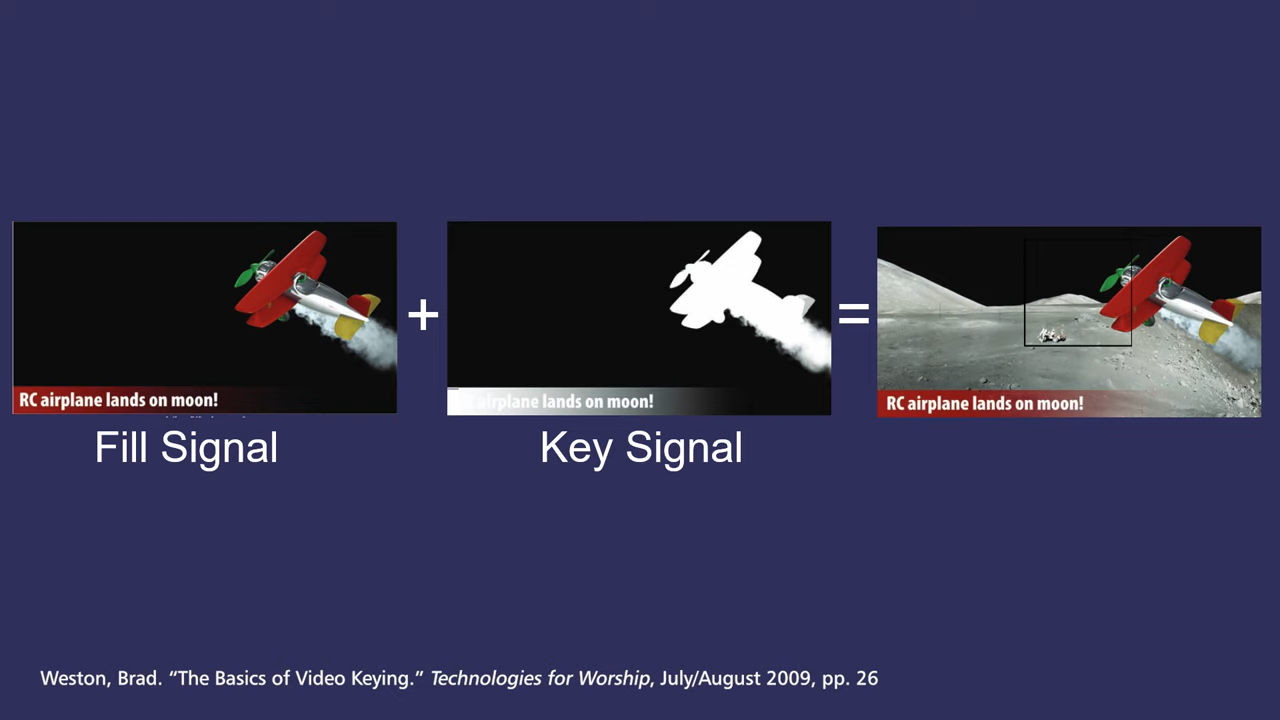 RC airplane lands on moon!
airplane lands on moon!
RC airplane lands on moon!
+
=
Fill Signal
Key Signal
Weston, Brad. “The Basics of Video Keying.” Technologies for Worship, July/August 2009, pp. 26